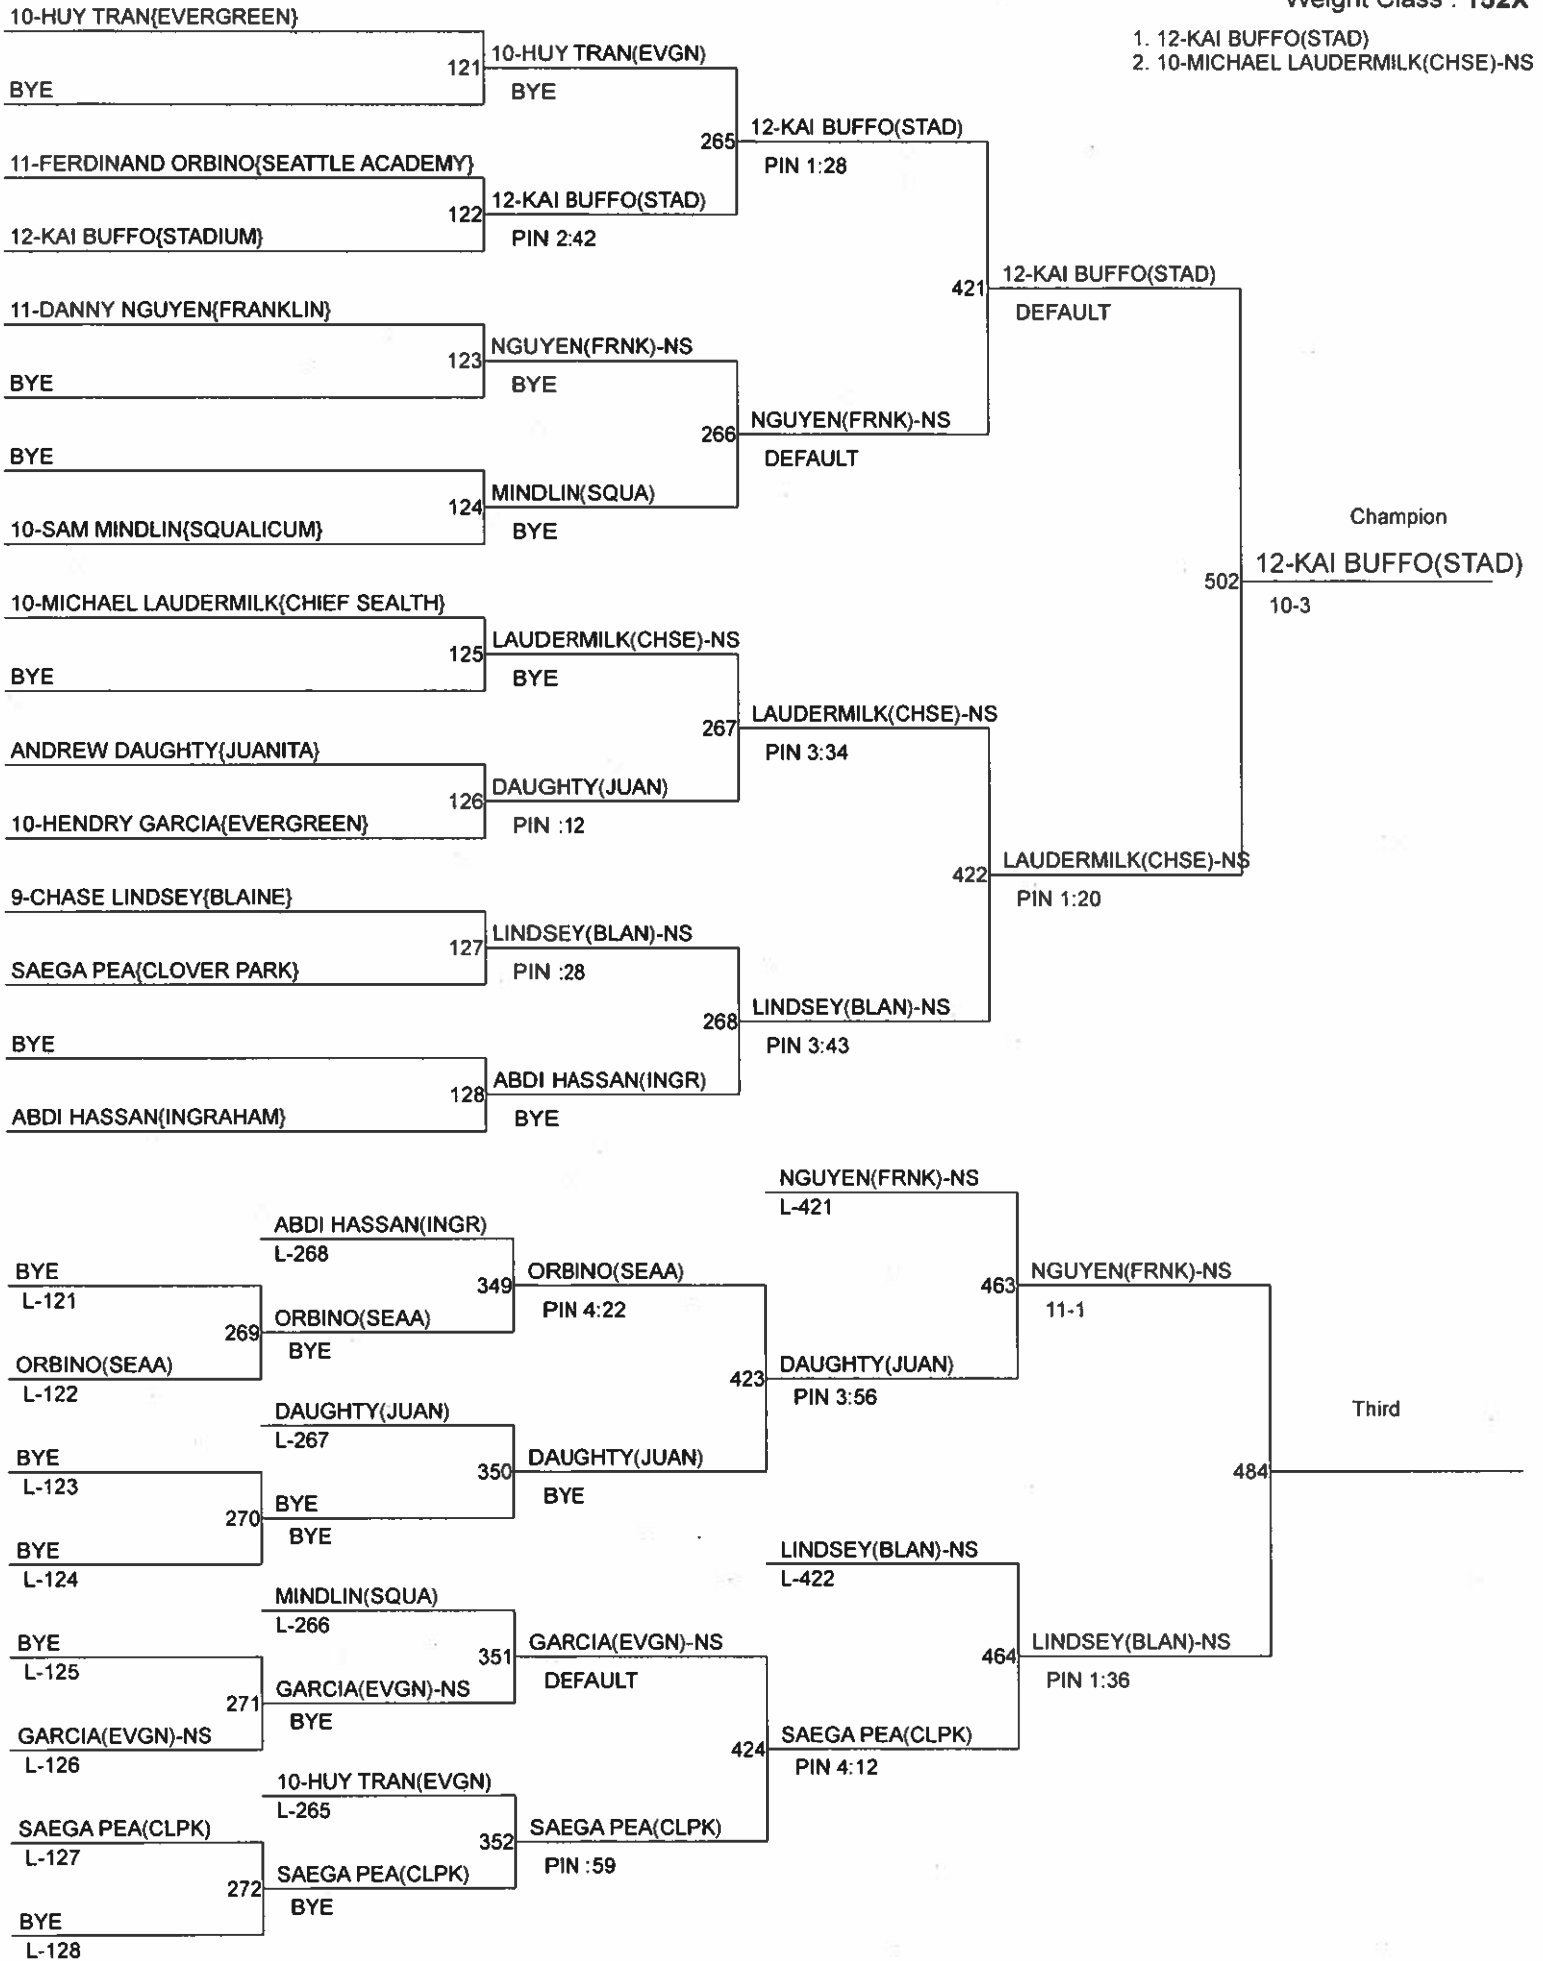 Weight Class : 152X
1. 12-KAI BUFFO(STAD)
2. 10-MICHAEL LAUDERMILK(CHSE)-NS
10-HUY TRAN{EVERGREEN}
121
10-HUY TRAN(EVGN)
BYE
BYE
265
12-KAI BUFFO(STAD)
PIN 1:28
11-FERDINAND ORBINO{SEATTLE ACADEMY}
122
12-KAI BUFFO(STAD)
PIN 2:42
12-KAI BUFFO{STADIUM}
421
12-KAI BUFFO(STAD)
DEFAULT
11-DANNY NGUYEN{FRANKLIN}
123
NGUYEN(FRNK)-NS
BYE
BYE
266
NGUYEN(FRNK)-NS
DEFAULT
BYE
124
MINDLIN(SQUA)
BYE
10-SAM MINDLIN{SQUALICUM}
Champion
502
12-KAI BUFFO(STAD)
10-3
10-MICHAEL LAUDERMILK{CHIEF SEALTH}
125
LAUDERMILK(CHSE)-NS
BYE
BYE
267
LAUDERMILK(CHSE)-NS
PIN 3:34
ANDREW DAUGHTY{JUANITA}
126
DAUGHTY(JUAN)
PIN :12
10-HENDRY GARCIA{EVERGREEN}
422
LAUDERMILK(CHSE)-NS
PIN 1:20
9-CHASE LINDSEY{BLAINE}
127
LINDSEY(BLAN)-NS
PIN :28
SAEGA PEA{CLOVER PARK}
268
LINDSEY(BLAN)-NS
PIN 3:43
BYE
128
ABDI HASSAN(INGR)
BYE
ABDI HASSAN{INGRAHAM}
NGUYEN(FRNK)-NS
L-421
ABDI HASSAN(INGR)
L-268
BYE
L-121
349
ORBINO(SEAA)
PIN 4:22
463
NGUYEN(FRNK)-NS
11-1
269
ORBINO(SEAA)
BYE
ORBINO(SEAA)
L-122
423
DAUGHTY(JUAN)
PIN 3:56
DAUGHTY(JUAN)
L-267
Third
BYE
L-123
350
DAUGHTY(JUAN)
BYE
484
270
BYE
BYE
BYE
L-124
LINDSEY(BLAN)-NS
L-422
MINDLIN(SQUA)
L-266
BYE
L-125
351
GARCIA(EVGN)-NS
DEFAULT
464
LINDSEY(BLAN)-NS
PIN 1:36
271
GARCIA(EVGN)-NS
BYE
GARCIA(EVGN)-NS
L-126
424
SAEGA PEA(CLPK)
PIN 4:12
10-HUY TRAN(EVGN)
L-265
SAEGA PEA(CLPK)
L-127
352
SAEGA PEA(CLPK)
PIN :59
272
SAEGA PEA(CLPK)
BYE
BYE
L-128